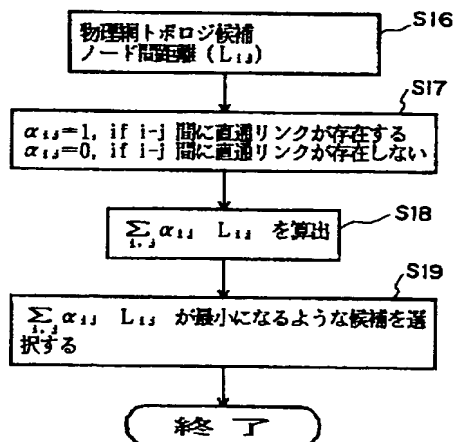 S16
物理網トポロジ候補
ノード間距離(Lij)
S17
αij=1, if i-j 間に直通リンクが存在する
αij=0, if i-j 間に直通リンクが存在しない
S18
Σ αij Lij を算出
i, j
S19
Σ αij Lij が最小になるような候補を選
i, j
択する
終了